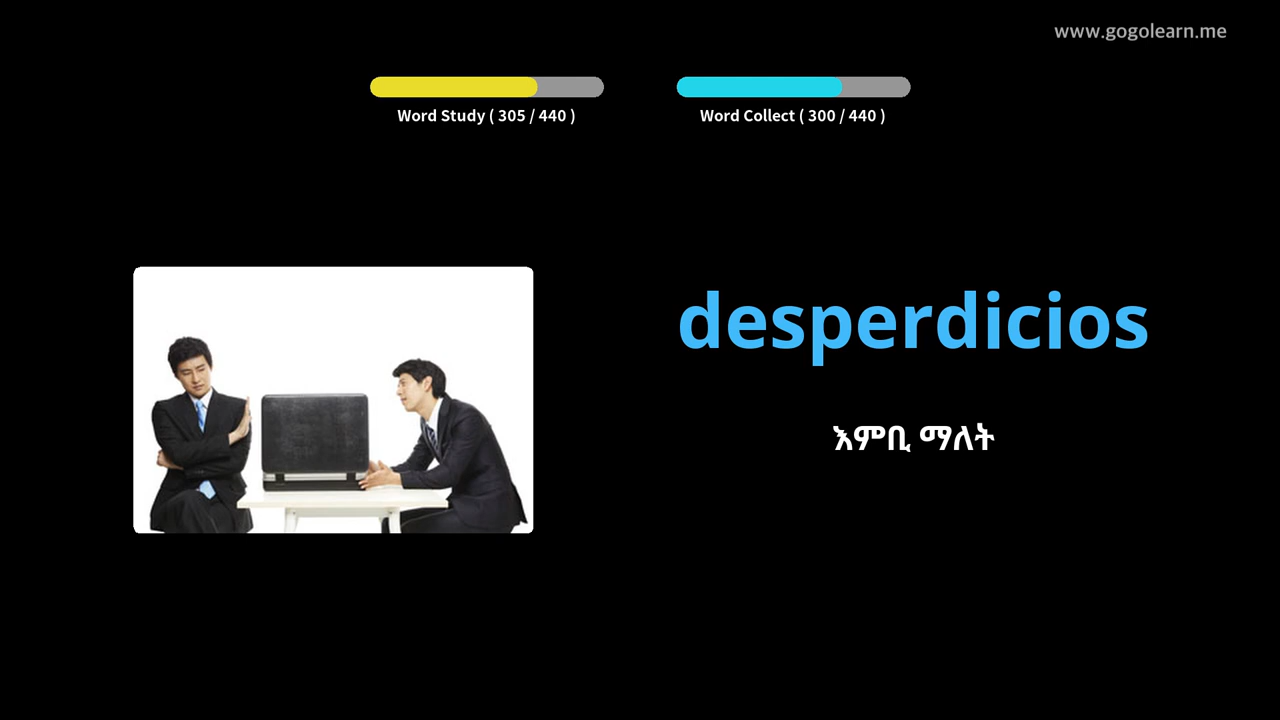 www.gogolearn.me
Word Study ( 305 / 440 )
Word Collect ( 300 / 440 )
desperdicios
እምቢ ማለት